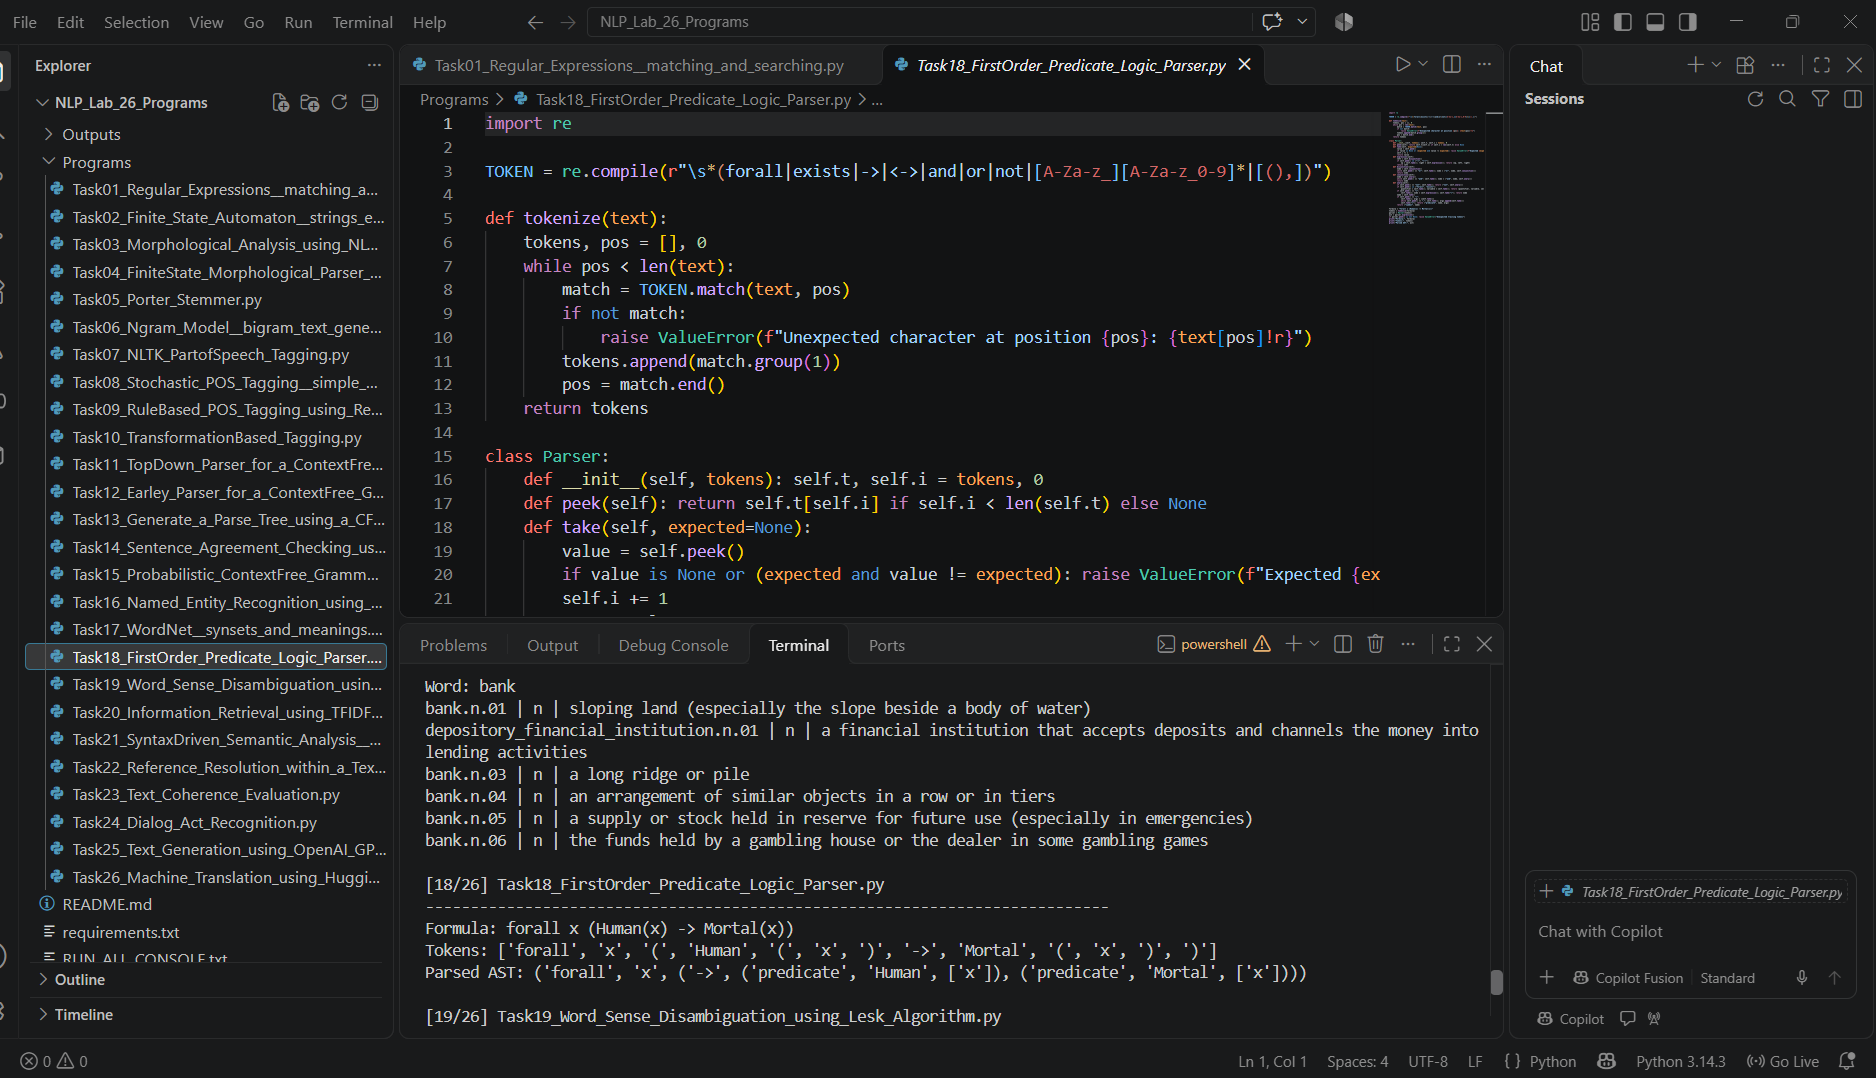 File Edit Selection View Go Run Terminal Help
NLP_Lab_26_Programs
Explorer
NLP_Lab_26_Programs
Outputs
Programs
Task01_Regular_Expressions__matching_a...
Task02_Finite_State_Automaton__strings_e...
Task03_Morphological_Analysis_using_NL...
Task04_FiniteState_Morphological_Parser_...
Task05_Porter_Stemmer.py
Task06_Ngram_Model__bigram_text_gene...
Task07_NLTK_PartofSpeech_Tagging.py
Task08_Stochastic_POS_Tagging__simple_...
Task09_RuleBased_POS_Tagging_using_Re...
Task10_TransformationBased_Tagging.py
Task11_TopDown_Parser_for_a_ContextFre...
Task12_Earley_Parser_for_a_ContextFree_G...
Task13_Generate_a_Parse_Tree_using_a_CF...
Task14_Sentence_Agreement_Checking_us...
Task15_Probabilistic_ContextFree_Gramm...
Task16_Named_Entity_Recognition_using_...
Task17_WordNet__synsets_and_meanings....
Task18_FirstOrder_Predicate_Logic_Parser....
Task19_Word_Sense_Disambiguation_usin...
Task20_Information_Retrieval_using_TFIDF...
Task21_SyntaxDriven_Semantic_Analysis__...
Task22_Reference_Resolution_within_a_Tex...
Task23_Text_Coherence_Evaluation.py
Task24_Dialog_Act_Recognition.py
Task25_Text_Generation_using_OpenAI_GP...
Task26_Machine_Translation_using_Huggi...
README.md
requirements.txt
RUN_ALL_CONSOLE.txt
Outline
Timeline
Task01_Regular_Expressions__matching_and_searching.py
Task18_FirstOrder_Predicate_Logic_Parser.py
Programs > Task18_FirstOrder_Predicate_Logic_Parser.py > ...
1 import re
2
3 TOKEN = re.compile(r"\s*(forall|exists|->|<->|and|or|not|[A-Za-z_][A-Za-z_0-9]*|[(),])")
4
5 def tokenize(text):
6     tokens, pos = [], 0
7     while pos < len(text):
8         match = TOKEN.match(text, pos)
9         if not match:
10             raise ValueError(f"Unexpected character at position {pos}: {text[pos]!r}")
11         tokens.append(match.group(1))
12         pos = match.end()
13     return tokens
14
15 class Parser:
16     def __init__(self, tokens): self.t, self.i = tokens, 0
17     def peek(self): return self.t[self.i] if self.i < len(self.t) else None
18     def take(self, expected=None):
19         value = self.peek()
20         if value is None or (expected and value != expected): raise ValueError(f"Expected {ex
21         self.i += 1
Problems Output Debug Console Terminal Ports
powershell
Word: bank
bank.n.01 | n | sloping land (especially the slope beside a body of water)
depository_financial_institution.n.01 | n | a financial institution that accepts deposits and channels the money into
lending activities
bank.n.03 | n | a long ridge or pile
bank.n.04 | n | an arrangement of similar objects in a row or in tiers
bank.n.05 | n | a supply or stock held in reserve for future use (especially in emergencies)
bank.n.06 | n | the funds held by a gambling house or the dealer in some gambling games
[18/26] Task18_FirstOrder_Predicate_Logic_Parser.py
----------------------------------------------------------------------------
Formula: forall x (Human(x) -> Mortal(x))
Tokens: ['forall', 'x', '(', 'Human', '(', 'x', ')', '->', 'Mortal', '(', 'x', ')', ')']
Parsed AST: ('forall', 'x', ('->', ('predicate', 'Human', ['x']), ('predicate', 'Mortal', ['x'])))
[19/26] Task19_Word_Sense_Disambiguation_using_Lesk_Algorithm.py
Chat
Sessions
Task18_FirstOrder_Predicate_Logic_Parser.py
Chat with Copilot
Copilot Fusion Standard
Copilot
0 0
Ln 1, Col 1 Spaces: 4 UTF-8 LF { } Python Python 3.14.3 Go Live